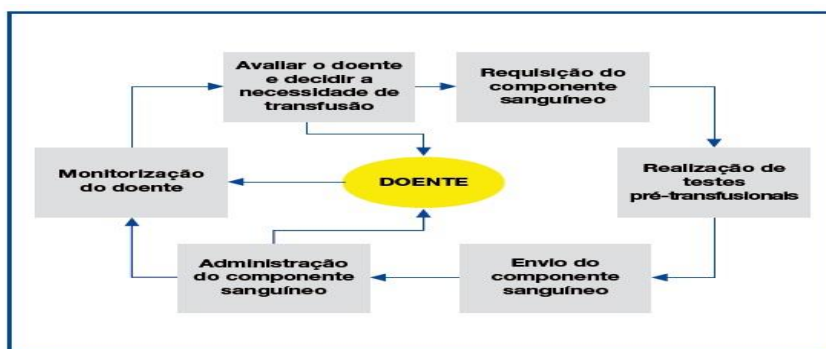 Avaliar o doente
e decidir a
necessidade de
transfusão
Requisição do
componente
sanguíneo
Monitorização
do doente
DOENTE
Realização de
testes
pré-transfusionais
Administração
do componente
sanguíneo
Envio do
componente
sanguíneo